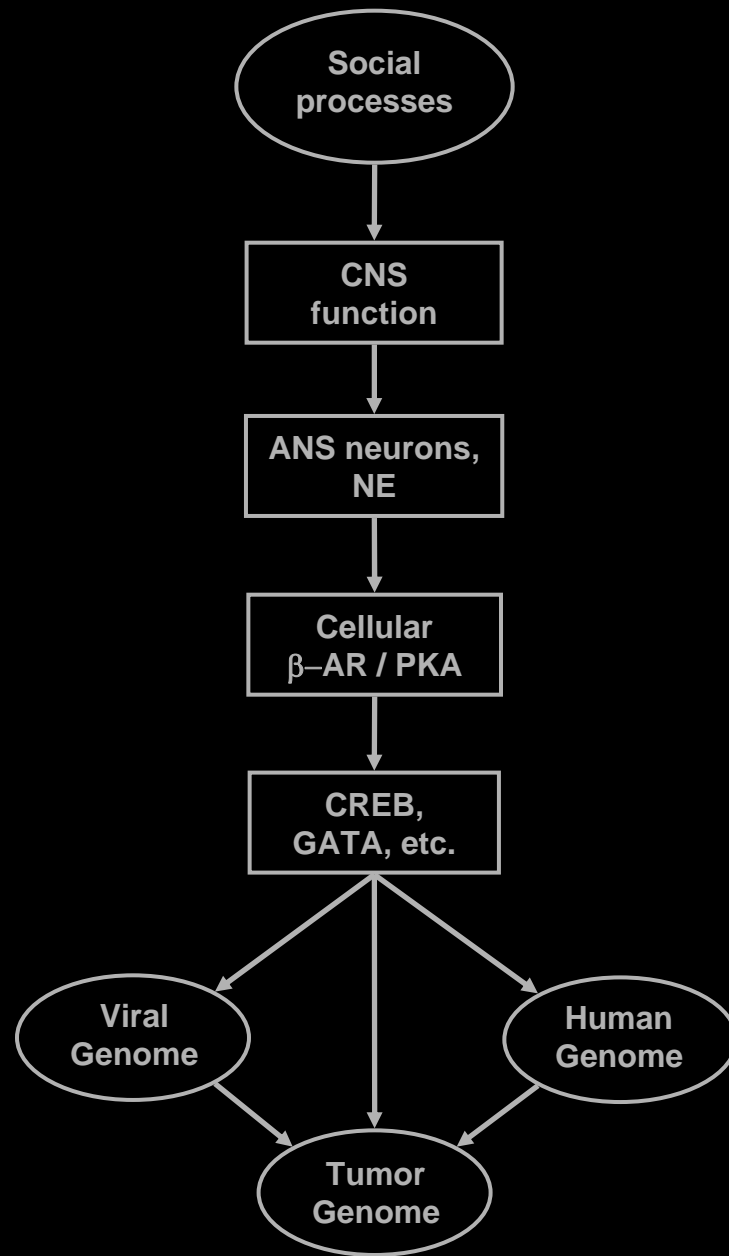 Social
processes
CNS
function
ANS neurons,
NE
Cellular
β–AR / PKA
CREB,
GATA, etc.
Viral
Genome
Human
Genome
Tumor
Genome